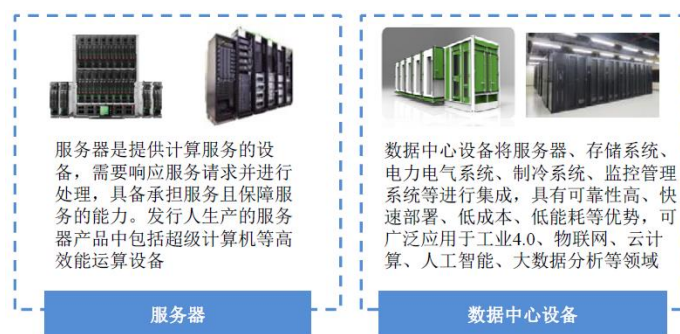 服务器是提供计算服务的设
备，需要响应服务请求并进行
处理，具备承担服务且保障服
务的能力。发行人生产的服务
器产品中包括超级计算机等高
效能运算设备
服务器
数据中心设备将服务器、存储系统、
电力电气系统、制冷系统、监控管理
系统等进行集成，具有可靠性高、快
速部署、低成本、低能耗等优势，可
广泛应用于工业4.0、物联网、云计
算、人工智能、大数据分析等领域
数据中心设备